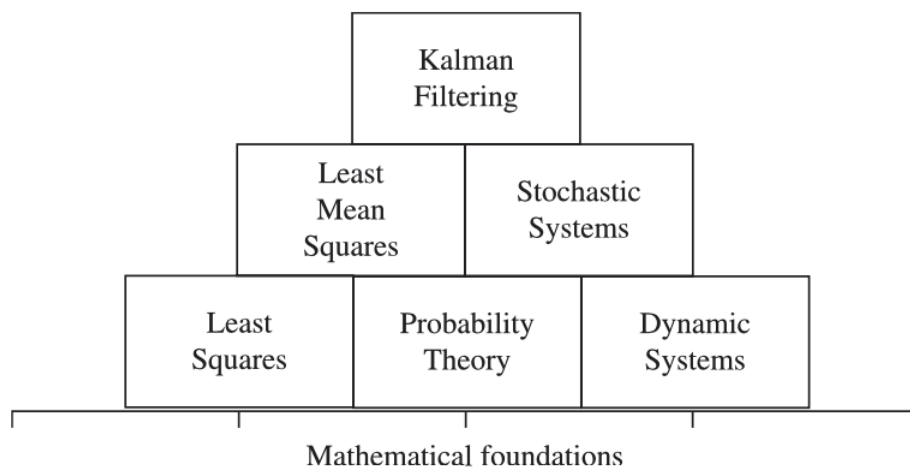 Kalman
Filtering
Least
Mean
Squares
Stochastic
Systems
Least
Squares
Probability
Theory
Dynamic
Systems
Mathematical foundations